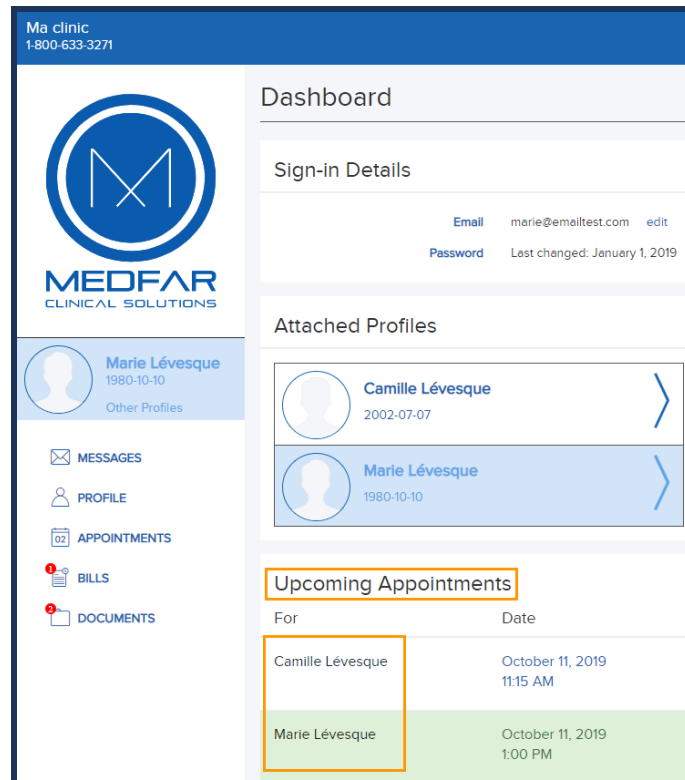 Ma clinic
1-800-633-3271
MEDFAR
CLINICAL SOLUTIONS
Marie Lévesque
1980-10-10
Other Profiles
MESSAGES
PROFILE
02 APPOINTMENTS
1 BILLS
2 DOCUMENTS
Dashboard
Sign-in Details
Email marie@emailtest.com edit
Password Last changed: January 1, 2019
Attached Profiles
Camille Lévesque
2002-07-07
Marie Lévesque
1980-10-10
Upcoming Appointments
For Date
Camille Lévesque October 11, 2019
11:15 AM
Marie Lévesque October 11, 2019
1:00 PM